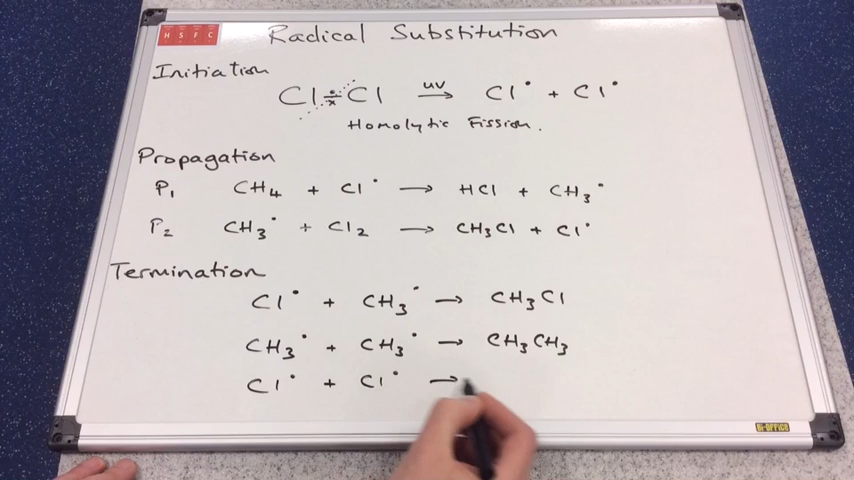 H S F C
Radical Substitution
Initiation
Cl÷Cl uv → Cl• + Cl•
Homolytic Fission.
Propagation
P₁ CH₄ + Cl• → HCl + CH₃•
P₂ CH₃• + Cl₂ → CH₃Cl + Cl•
Termination
Cl• + CH₃• → CH₃Cl
CH₃• + CH₃• → CH₃CH₃
Cl• + Cl• →
Bi-OFFICE